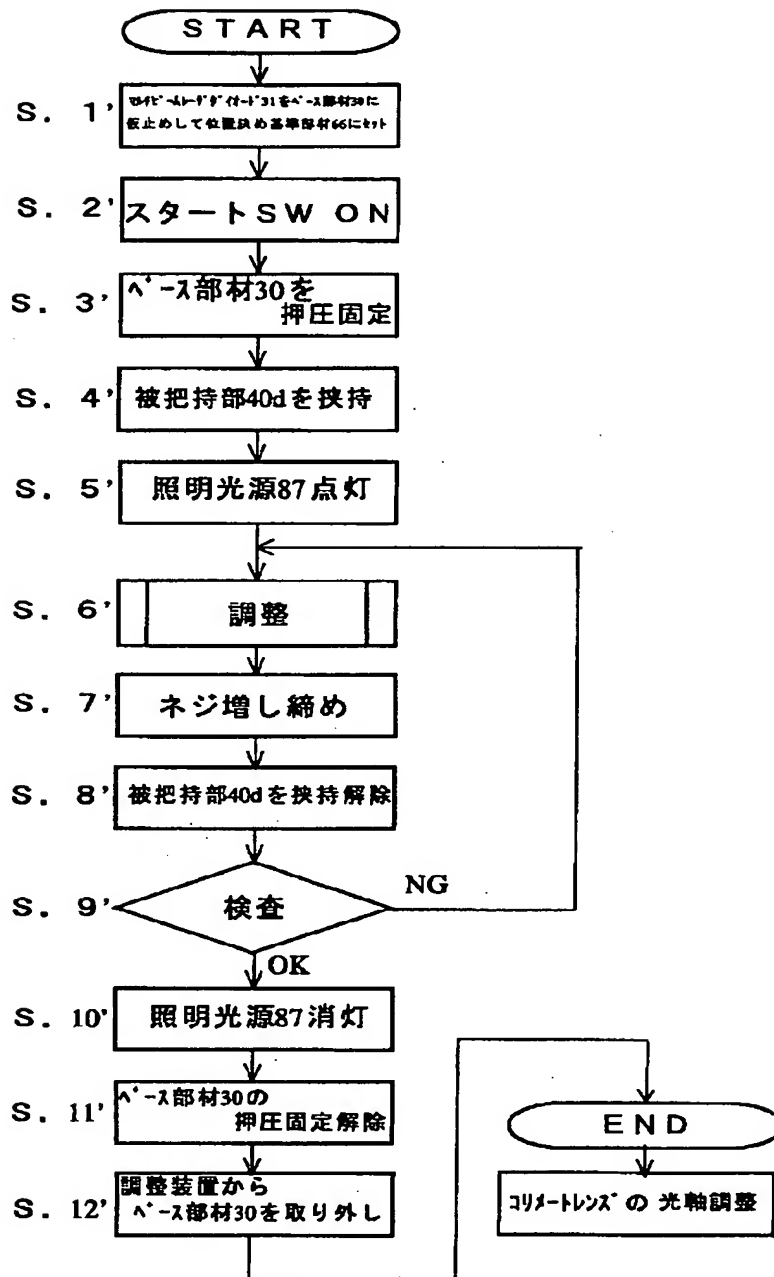 START
S. 1'
ﾏﾙﾁﾋﾞｰﾑﾚｰｻﾞﾀﾞｲｵｰﾄﾞ31をﾍﾞｰｽ部材30に
仮止めして位置決め基準部材66にｾｯﾄ
S. 2'
スタートSW ON
S. 3'
ﾍﾞｰｽ部材30を
押圧固定
S. 4'
被把持部40dを挟持
S. 5'
照明光源87点灯
S. 6'
調整
S. 7'
ネジ増し締め
S. 8'
被把持部40dを挟持解除
S. 9'
検査
NG
OK
S. 10'
照明光源87消灯
S. 11'
ﾍﾞｰｽ部材30の
押圧固定解除
S. 12'
調整装置から
ﾍﾞｰｽ部材30を取り外し
END
ｺﾘﾒｰﾄﾚﾝｽﾞの光軸調整